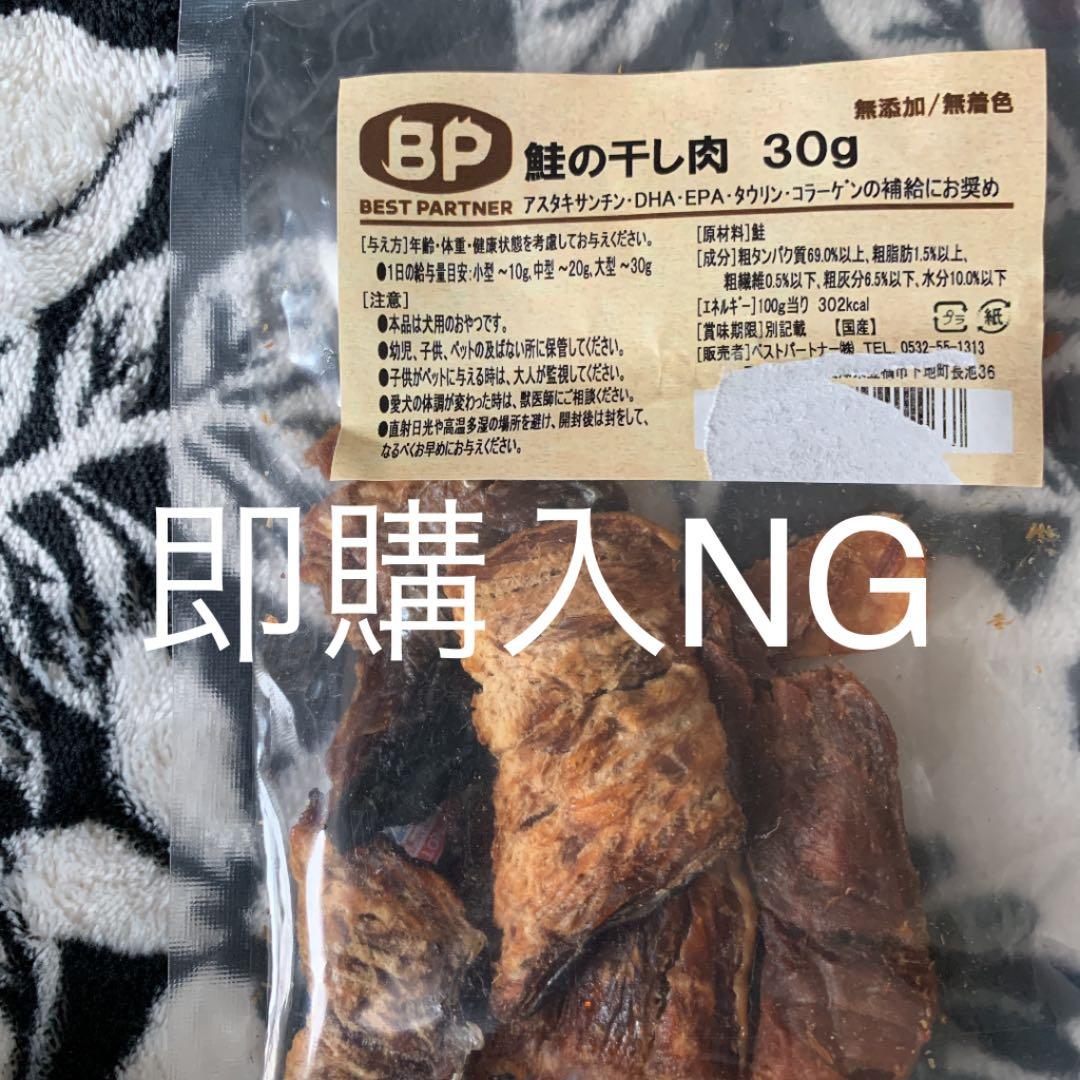 無添加/無着色
BP
BEST PARTNER
鮭の干し肉 30g
アスタキサンチン・DHA・EPA・タウリン・コラーゲンの補給にお奨め
[与え方]年齢・体重・健康状態を考慮してお与えください。
●1日の給与量目安:小型 ~10g,中型 ~20g,大型 ~30g
[注意]
●本品は犬用のおやつです。
●幼児、子供、ペットの及ばない所に保管してください。
●子供がペットに与える時は、大人が監視してください。
●愛犬の体調が変わった時は、獣医師にご相談ください。
●直射日光や高温多湿の場所を避け、開封後は封をして、
なるべくお早めにお与えください。
[原材料]鮭
[成分]粗タンパク質69.0%以上、粗脂肪1.5%以上、
粗繊維0.5%以下、粗灰分6.5%以下、水分10.0%以下
[エネルギー]100g当り 302kcal
[賞味期限]別記載 【国産】
プラ
紙
[販売者]ベストパートナー㈱ TEL. 0532-55-1313
橋市下地町長池36
即購入NG